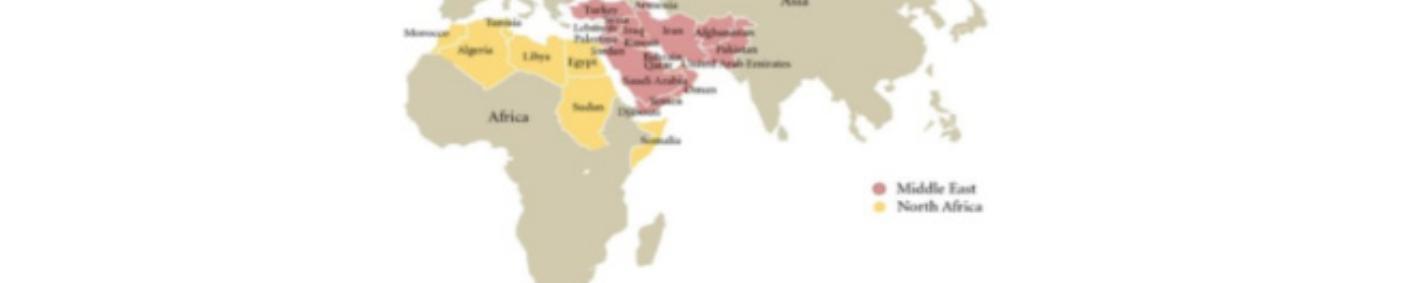 Asia
Armenia
Turkey
Syria
Tunisia
Morocco
Lebanon
Iraq
Iran
Afghanistan
Palestine
Kuwait
Algeria
Jordan
Pakistan
Libya
Egypt
Bahrain
Qatar
United Arab Emirates
Saudi Arabia
Oman
Yemen
Sudan
Djibouti
Africa
Somalia
Middle East
North Africa